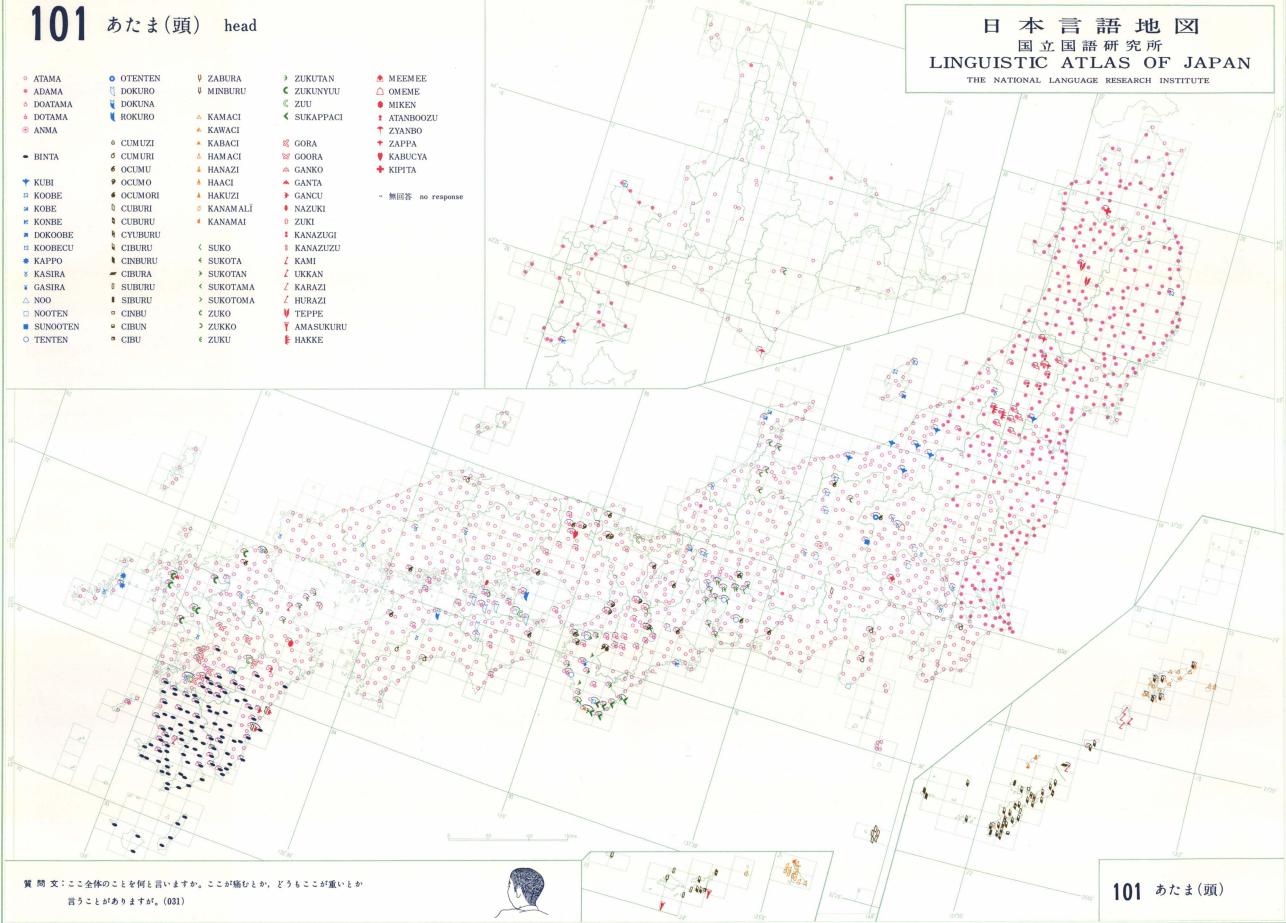 101 あたま(頭) head
日本言語地図
国立国語研究所
LINGUISTIC ATLAS OF JAPAN
THE NATIONAL LANGUAGE RESEARCH INSTITUTE
ATAMA
ADAMA
DOATAMA
DOTAMA
ANMA
BINTA
KUBI
KOOBE
KOBE
KONBE
DOKOOBE
KOOBECU
KAPPO
KASIRA
GASIRA
NOO
NOOTEN
SUNOOTEN
TENTEN
OTENTEN
DOKURO
DOKUNA
ROKURO
CUMUZI
CUMURI
OCUMU
OCUMO
OCUMORI
CUBURI
CUBURU
CYUBURU
CIBURU
CINBURU
CIBURA
SUBURU
SIBURU
CINBU
CIBUN
CIBU
ZABURA
MINBURU
KAMACI
KAWACI
KABACI
HAMACI
HANAZI
HAACI
HAKUZI
KANAMALÏ
KANAMAI
SUKO
SUKOTA
SUKOTAN
SUKOTAMA
SUKOTOMA
ZUKO
ZUKKO
ZUKU
ZUKUTAN
ZUKUNYUU
ZUU
SUKAPPACI
GORA
GOORA
GANKO
GANTA
GANCU
NAZUKI
ZUKI
KANAZUGI
KANAZUZU
KAMI
UKKAN
KARAZI
HURAZI
TEPPE
AMASUKURU
HAKKE
MEEMEE
OMEME
MIKEN
ATANBOOZU
ZYANBO
ZAPPA
KABUCYA
KIPITA
無回答 no response
質問文:ここ全体のことを何と言いますか。ここが痛むとか、どうもここが重いとか
言うことがありますが。(031)
101 あたま(頭)